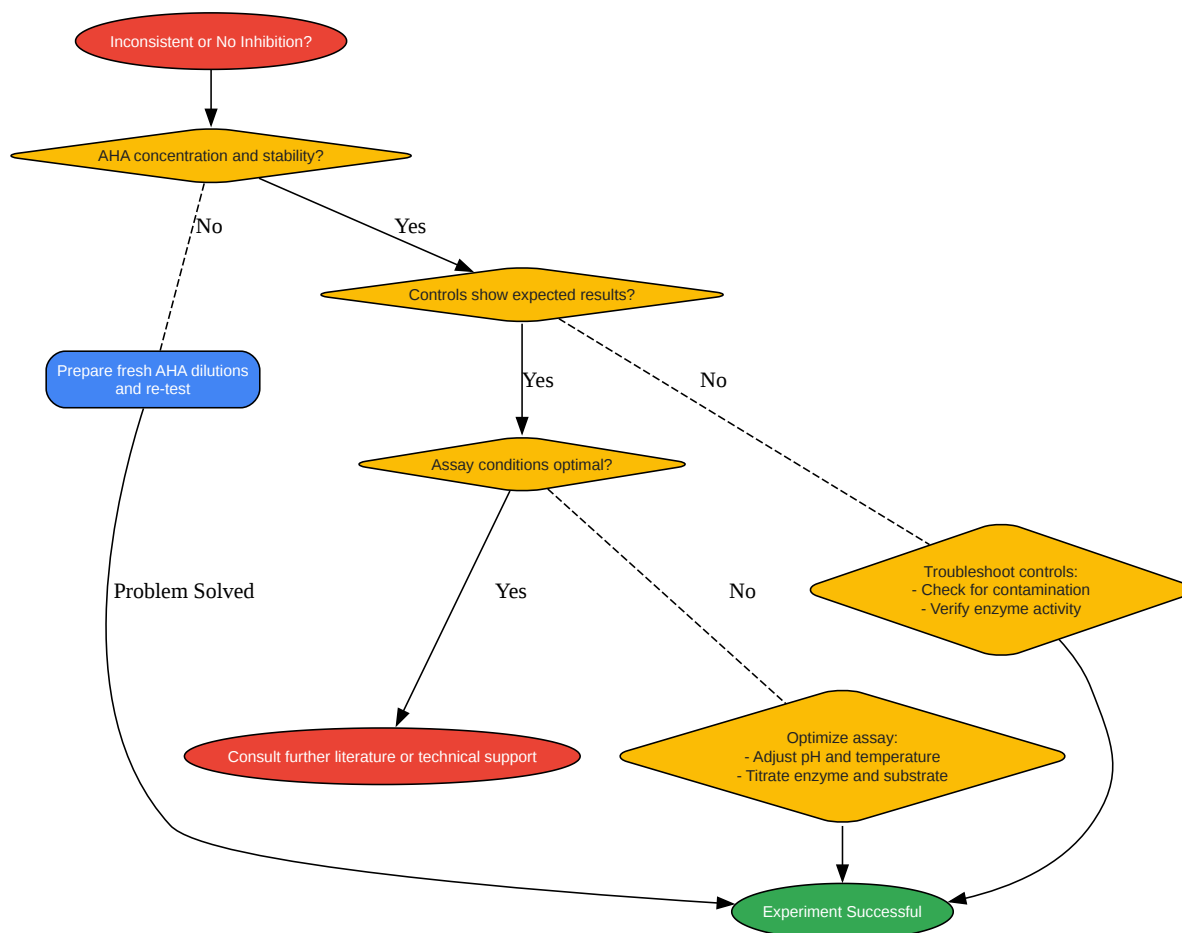 Inconsistent or No Inhibition?
AHA concentration and stability?
No
Yes
Controls show expected results?
Prepare fresh AHA dilutions
and re-test
Yes
No
Assay conditions optimal?
Problem Solved
Yes
No
Troubleshoot controls:
- Check for contamination
- Verify enzyme activity
Consult further literature or technical support
Optimize assay:
- Adjust pH and temperature
- Titrate enzyme and substrate
Experiment Successful